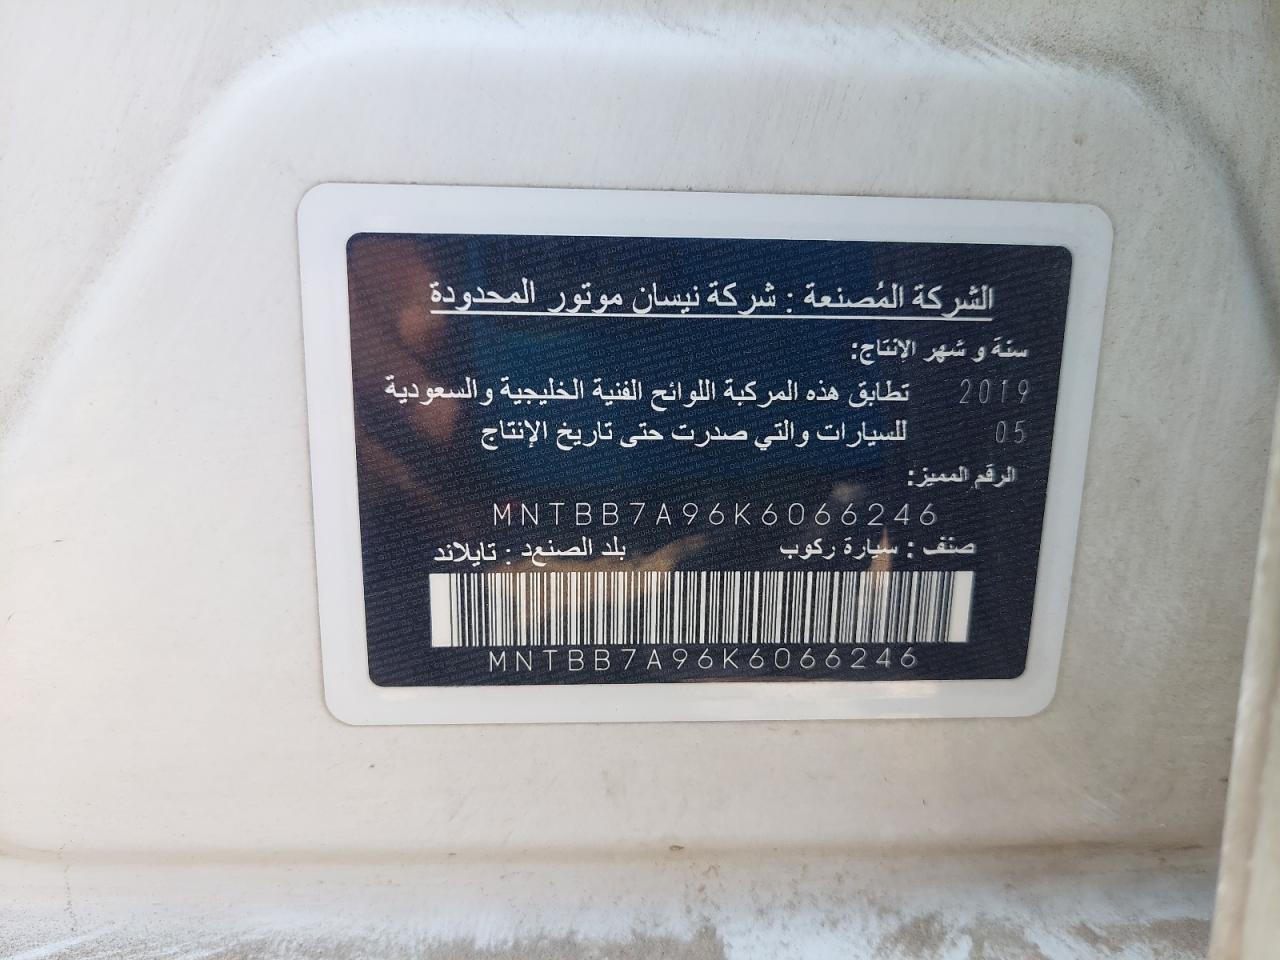 الشركة المُصنعة : شركة نيسان موتور المحدودة
سنة و شهر الإنتاج:
2019 تطابق هذه المركبة اللوائح الفنية الخليجية والسعودية
05 للسيارات والتي صدرت حتى تاريخ الإنتاج
الرقم المميز:
MNTBB7A96K6066246
صنف : سيارة ركوب بلد الصنع : تايلاند
MNTBB7A96K6066246